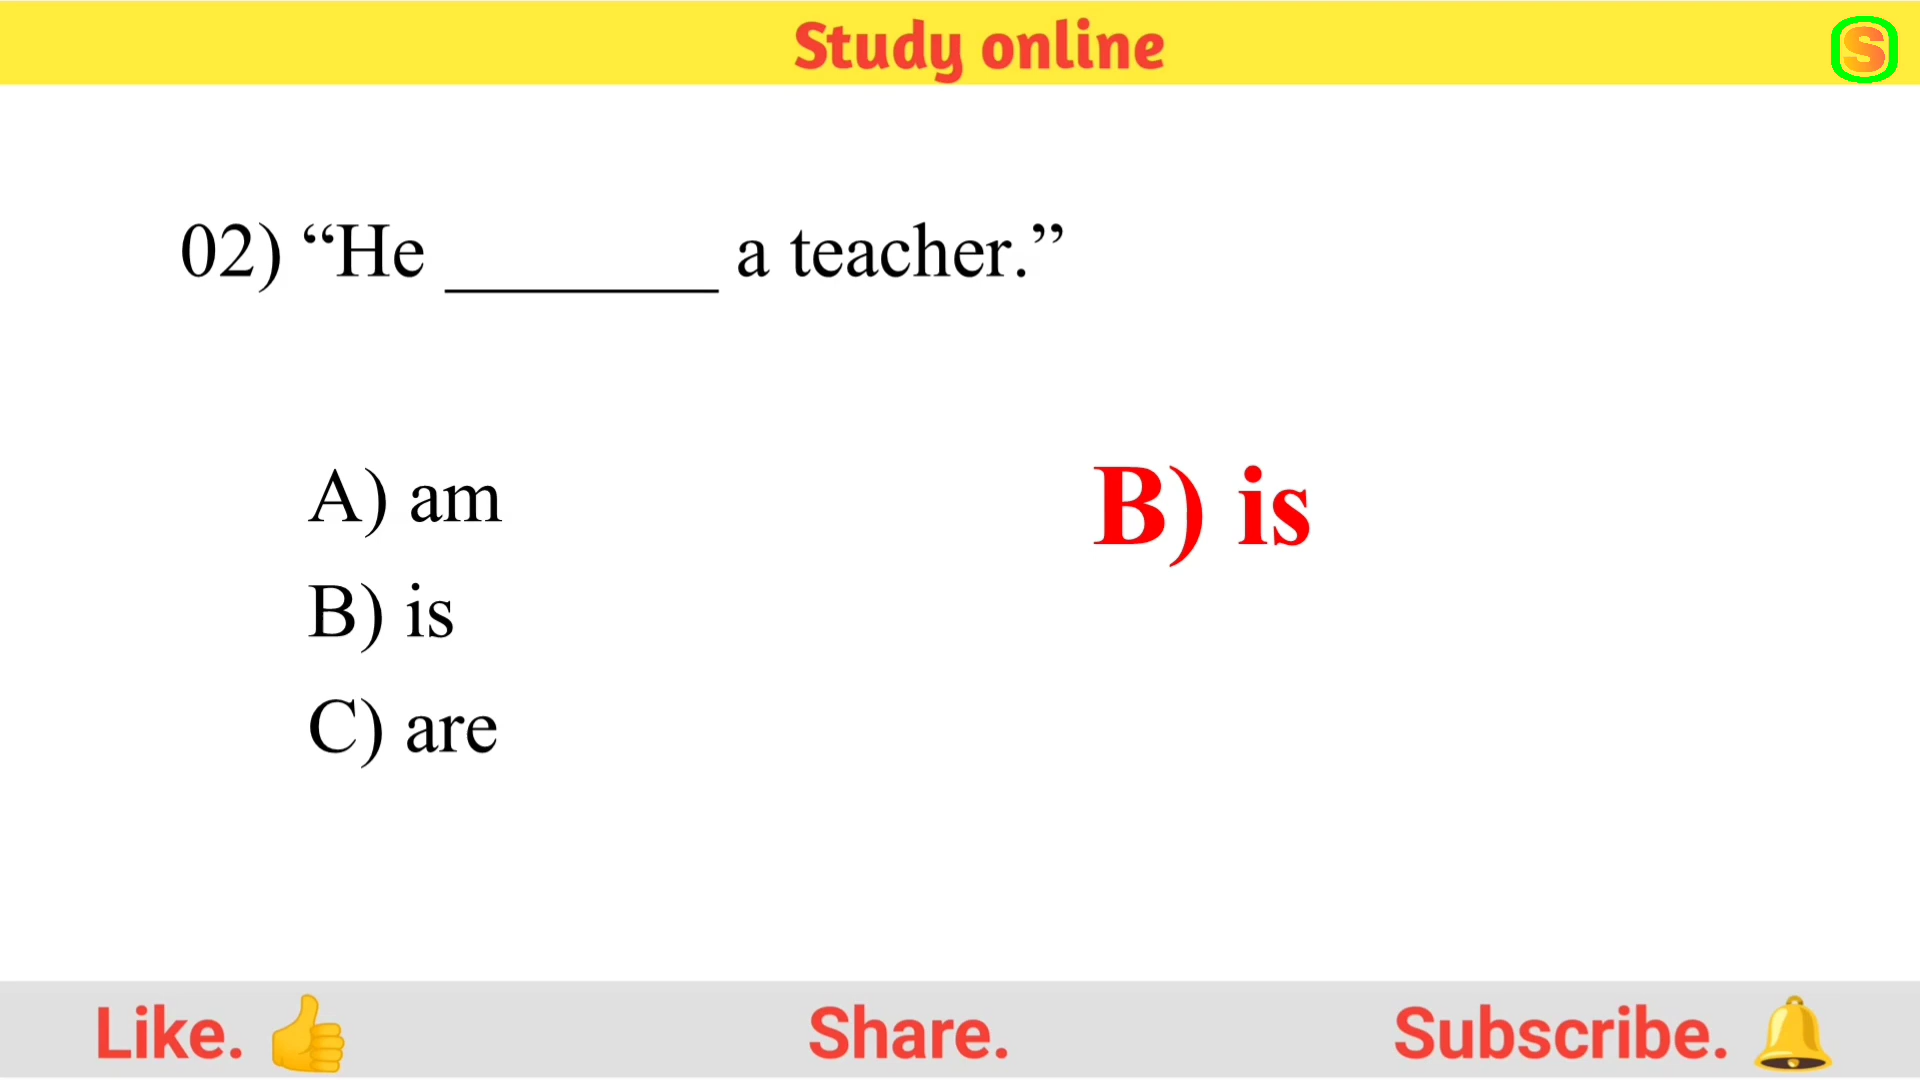 Study online
S
02) “He _______ a teacher.”
A) am
B) is
B) is
C) are
Like.
Share.
Subscribe.